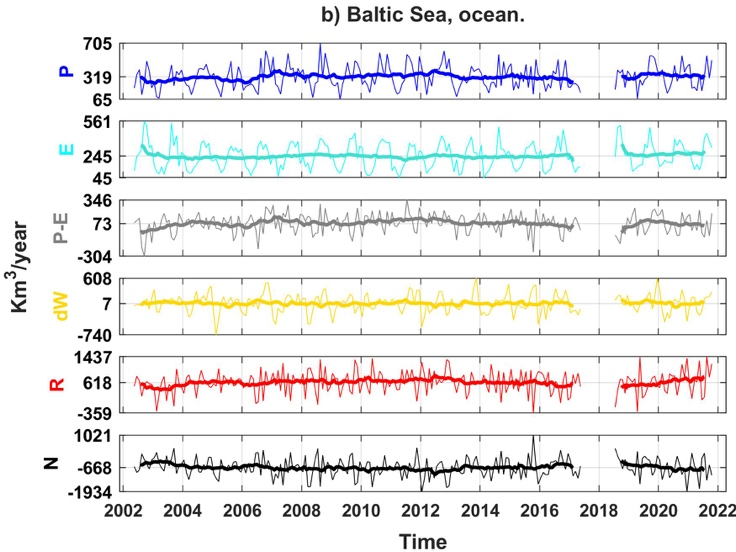 b) Baltic Sea, ocean.
705
P
319
65
561
E
245
45
346
P-E
73
-304
Km³/year
608
dW
7
-740
1437
R
618
-359
1021
N
-668
-1934
2002 2004 2006 2008 2010 2012 2014 2016 2018 2020 2022
Time